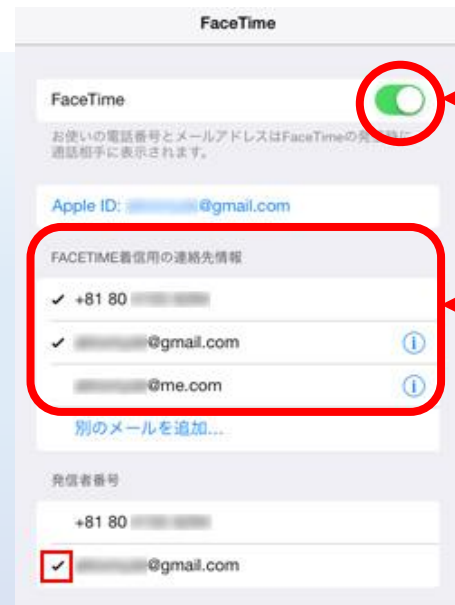 FaceTime
FaceTime
お使いの電話番号とメールアドレスはFaceTimeの
通話相手に表示されます。
Apple ID: @gmail.com
FACETIME着信用の連絡先情報
✓ +81 80
✓ @gmail.com
@me.com
別のメールを追加...
発信者番号
+81 80
✓ @gmail.com